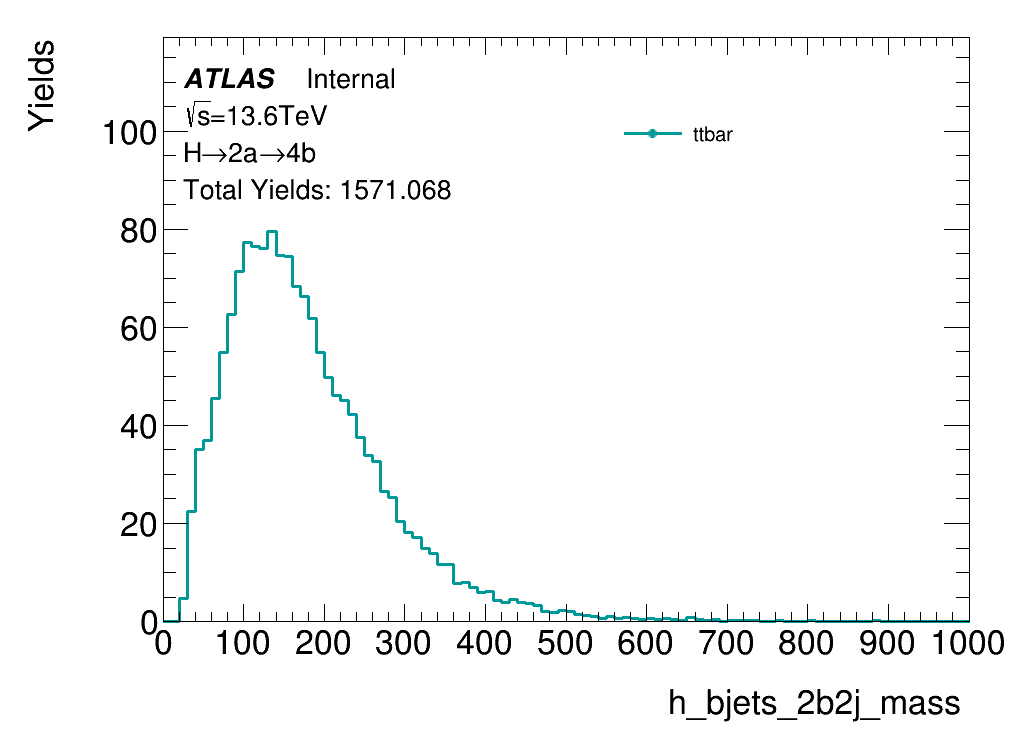 Yields
ATLAS Internal
√s=13.6TeV
H→2a→4b
Total Yields: 1571.068
ttbar
100
80
60
40
20
0
0 100 200 300 400 500 600 700 800 900 1000
h_bjets_2b2j_mass